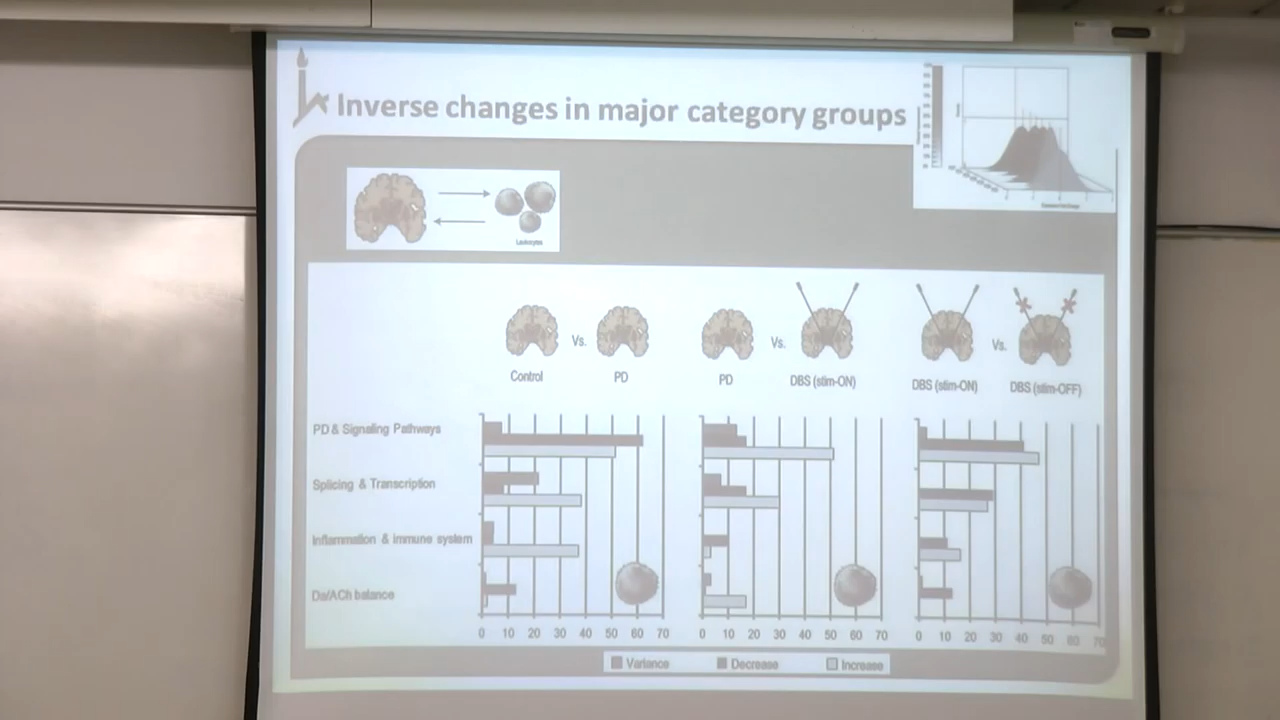 Inverse changes in major category groups
Leukocytes
Vs. Vs. Vs.
Control PD PD DBS (stim-ON) DBS (stim-ON) DBS (stim-OFF)
PD & Signaling Pathways
Splicing & Transcription
Inflammation & immune system
Da/ACh balance
0 10 20 30 40 50 60 70 0 10 20 30 40 50 60 70 0 10 20 30 40 50 60 70
Variance Decrease Increase